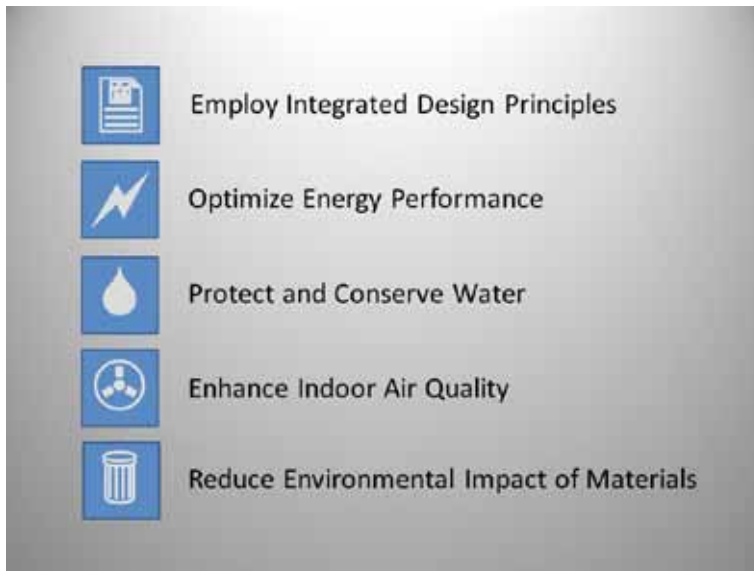 Employ Integrated Design Principles
Optimize Energy Performance
Protect and Conserve Water
Enhance Indoor Air Quality
Reduce Environmental Impact of Materials